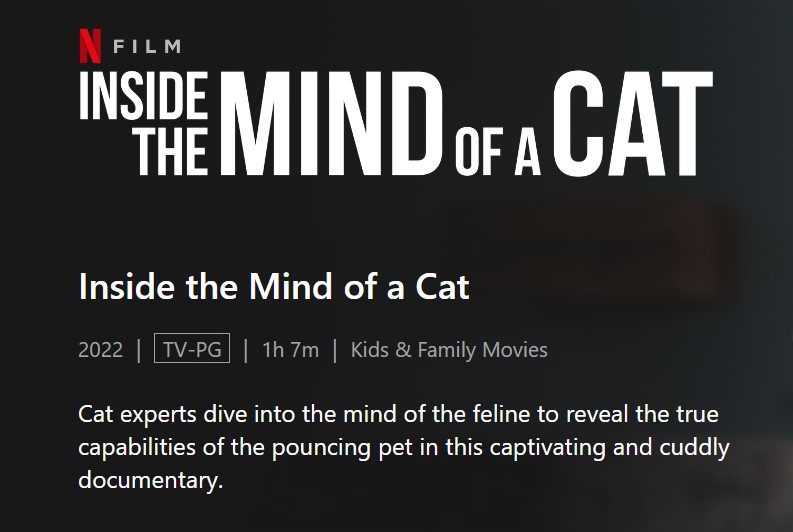 N FILM
INSIDE THE MIND OF A CAT
Inside the Mind of a Cat
2022 | TV-PG | 1h 7m | Kids & Family Movies
Cat experts dive into the mind of the feline to reveal the true
capabilities of the pouncing pet in this captivating and cuddly
documentary.